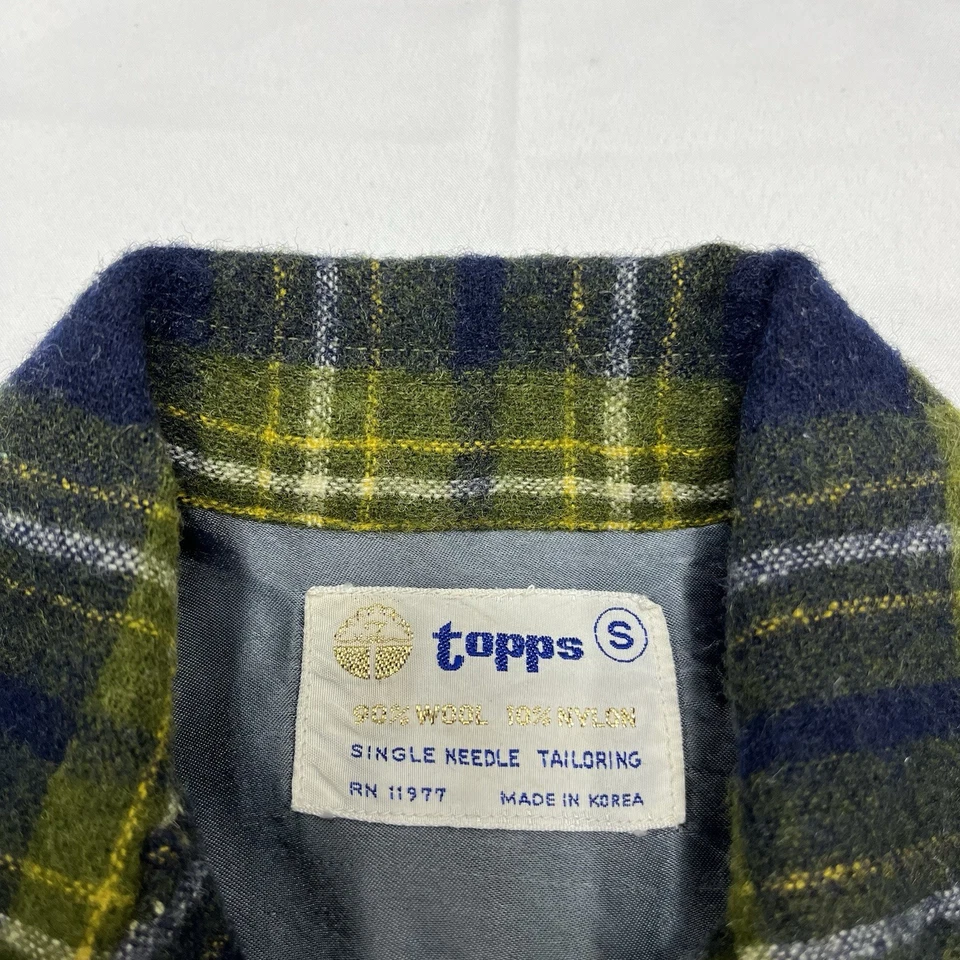 topps S
90% WOOL 10% NYLON
SINGLE NEEDLE TAILORING
RN 11977 MADE IN KOREA